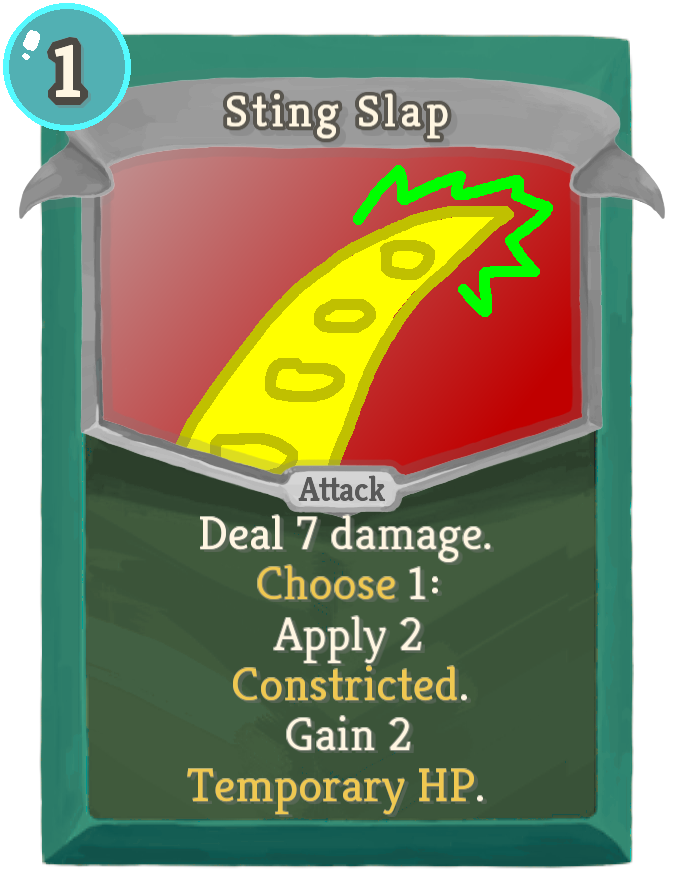 1
Sting Slap
Attack
Deal 7 damage.
Choose 1:
Apply 2
Constricted.
Gain 2
Temporary HP.